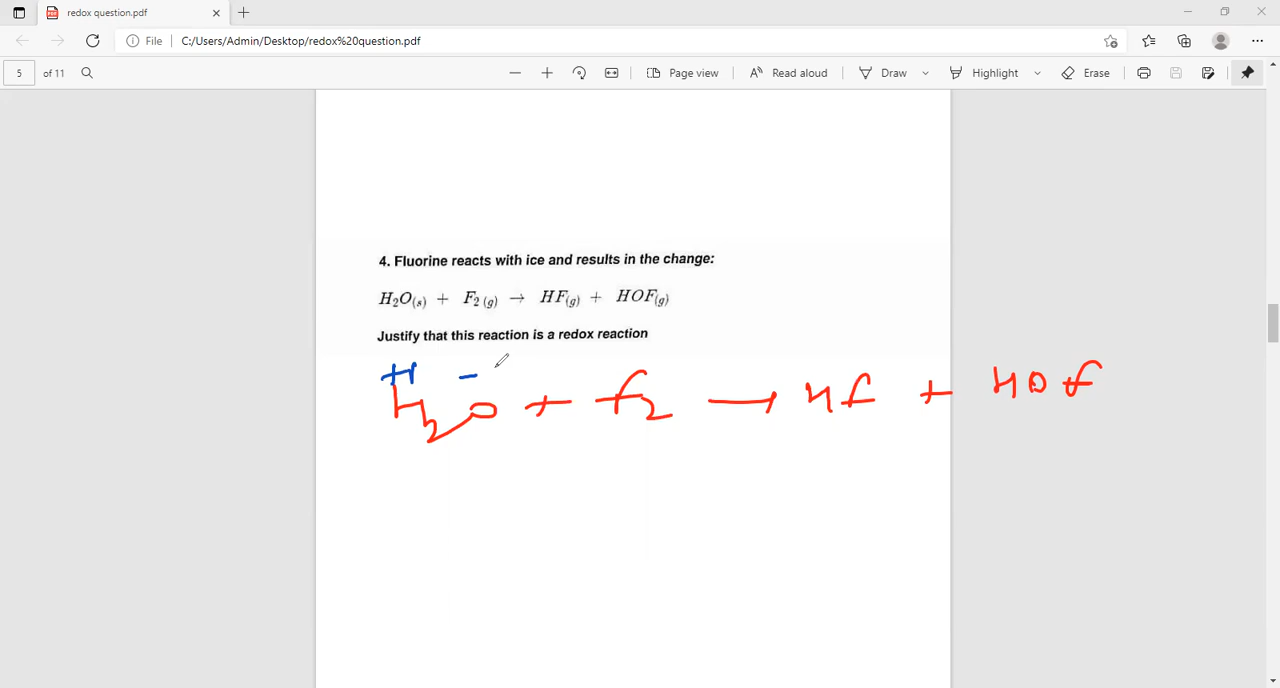 redox question.pdf
File C:/Users/Admin/Desktop/redox%20question.pdf
5 of 11 Page view Read aloud Draw Highlight Erase
4. Fluorine reacts with ice and results in the change:
H₂O(s) + F₂(g) → HF(g) + HOF(g)
Justify that this reaction is a redox reaction
+1 −
H₂O + F₂ → HF + HOF